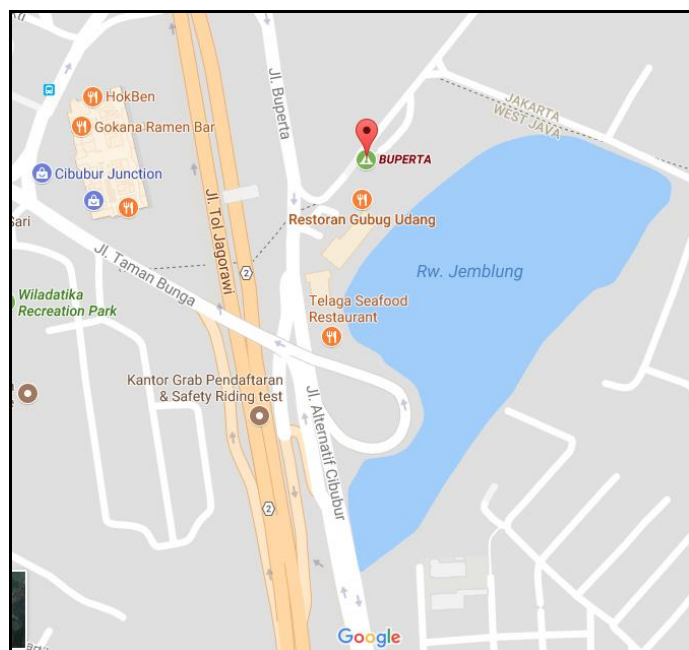 HokBen
Gokana Ramen Bar
Cibubur Junction
Jl. Buperta
JAKARTA
WEST JAVA
BUPERTA
Restoran Gubug Udang
Jl. Tol Jagorawi
2
Sari
Jl. Taman Bunga
Rw. Jemblung
Wiladatika
Recreation Park
Telaga Seafood
Restaurant
Kantor Grab Pendaftaran
& Safety Riding test
Jl. Alternatif Cibubur
2
Google